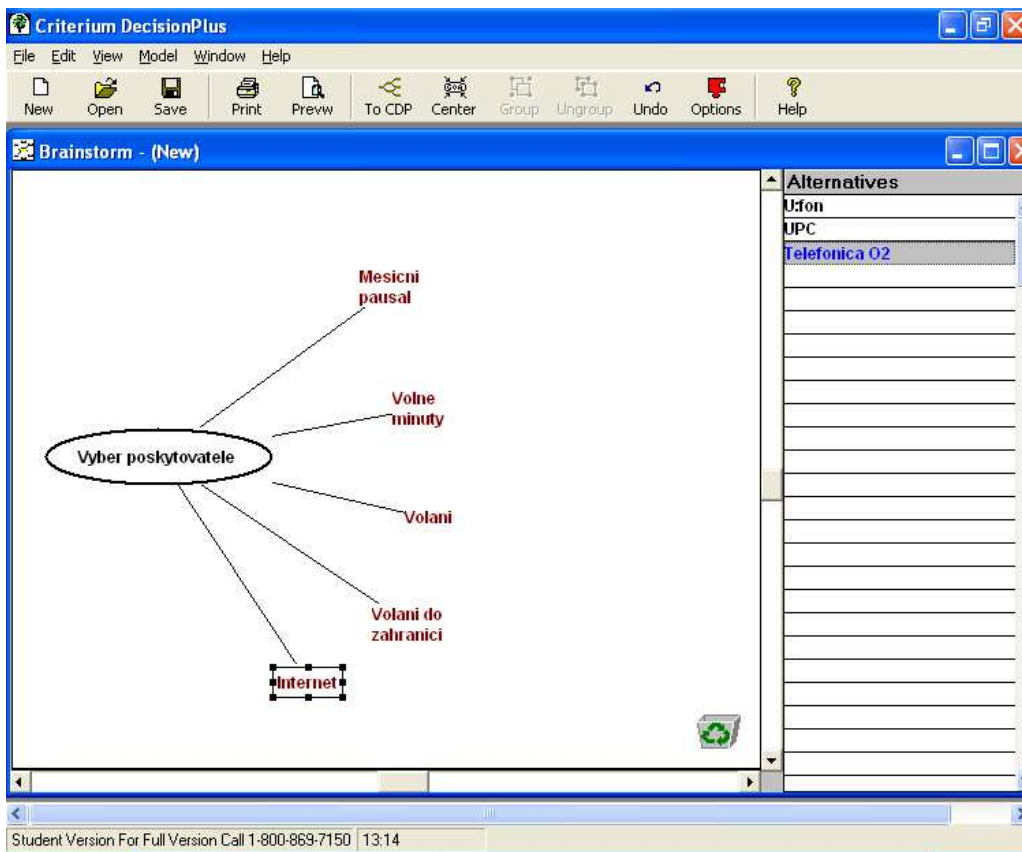 Criterium DecisionPlus
File Edit View Model Window Help
New Open Save Print Prevw To CDP Center Group Ungroup Undo Options Help
Brainstorm - (New)
Alternatives
U:fon
UPC
Telefonica O2
Mesicni
pausal
Volne
minuty
Vyber poskytovatele
Volani
Volani do
zahranici
Internet
Student Version For Full Version Call 1-800-869-7150 13:14